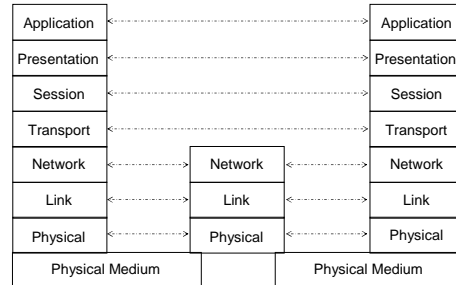 Application Application
Presentation Presentation
Session Session
Transport Transport
Network Network Network
Link Link Link
Physical Physical Physical
Physical Medium Physical Medium